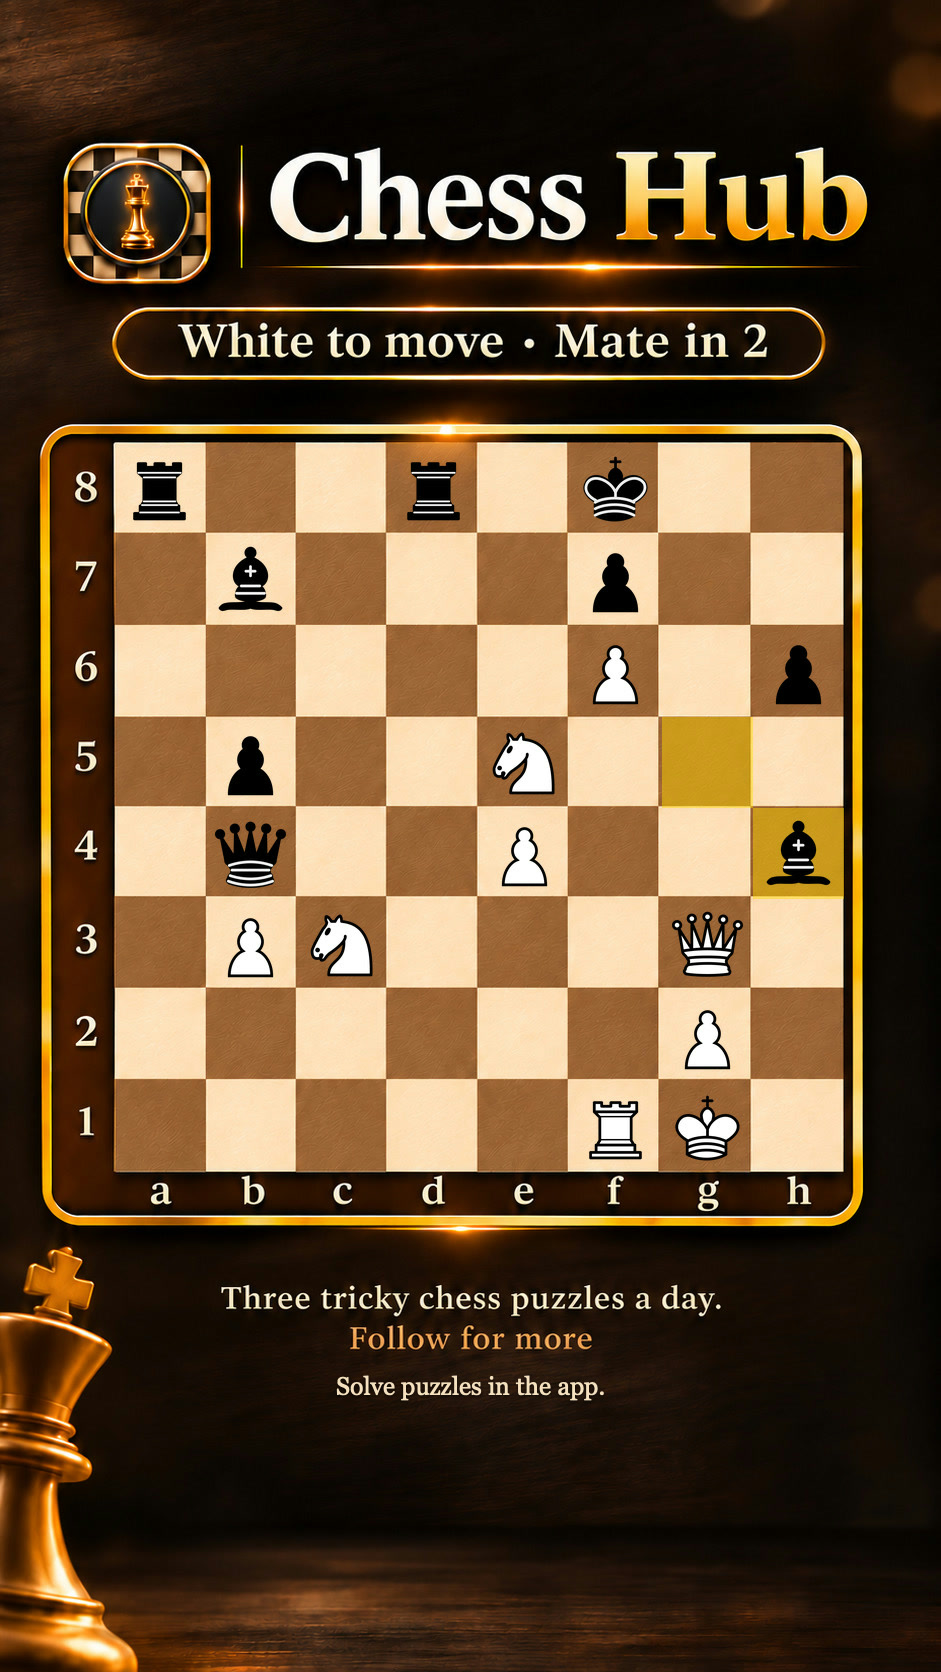 Chess Hub
White to move • Mate in 2
8
7
6
5
4
3
2
1
a b c d e f g h
Three tricky chess puzzles a day.
Follow for more
Solve puzzles in the app.